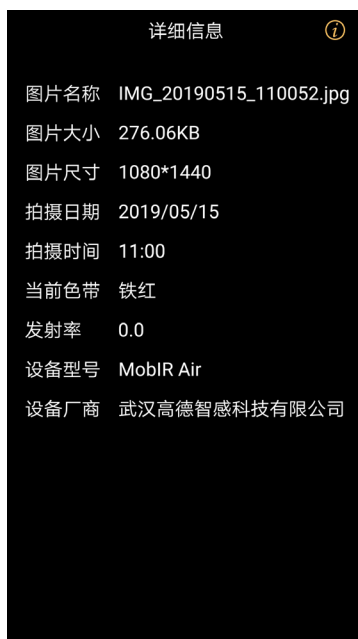 详细信息
图片名称 IMG_20190515_110052.jpg
图片大小 276.06KB
图片尺寸 1080*1440
拍摄日期 2019/05/15
拍摄时间 11:00
当前色带 铁红
发射率 0.0
设备型号 MobIR Air
设备厂商 武汉高德智感科技有限公司